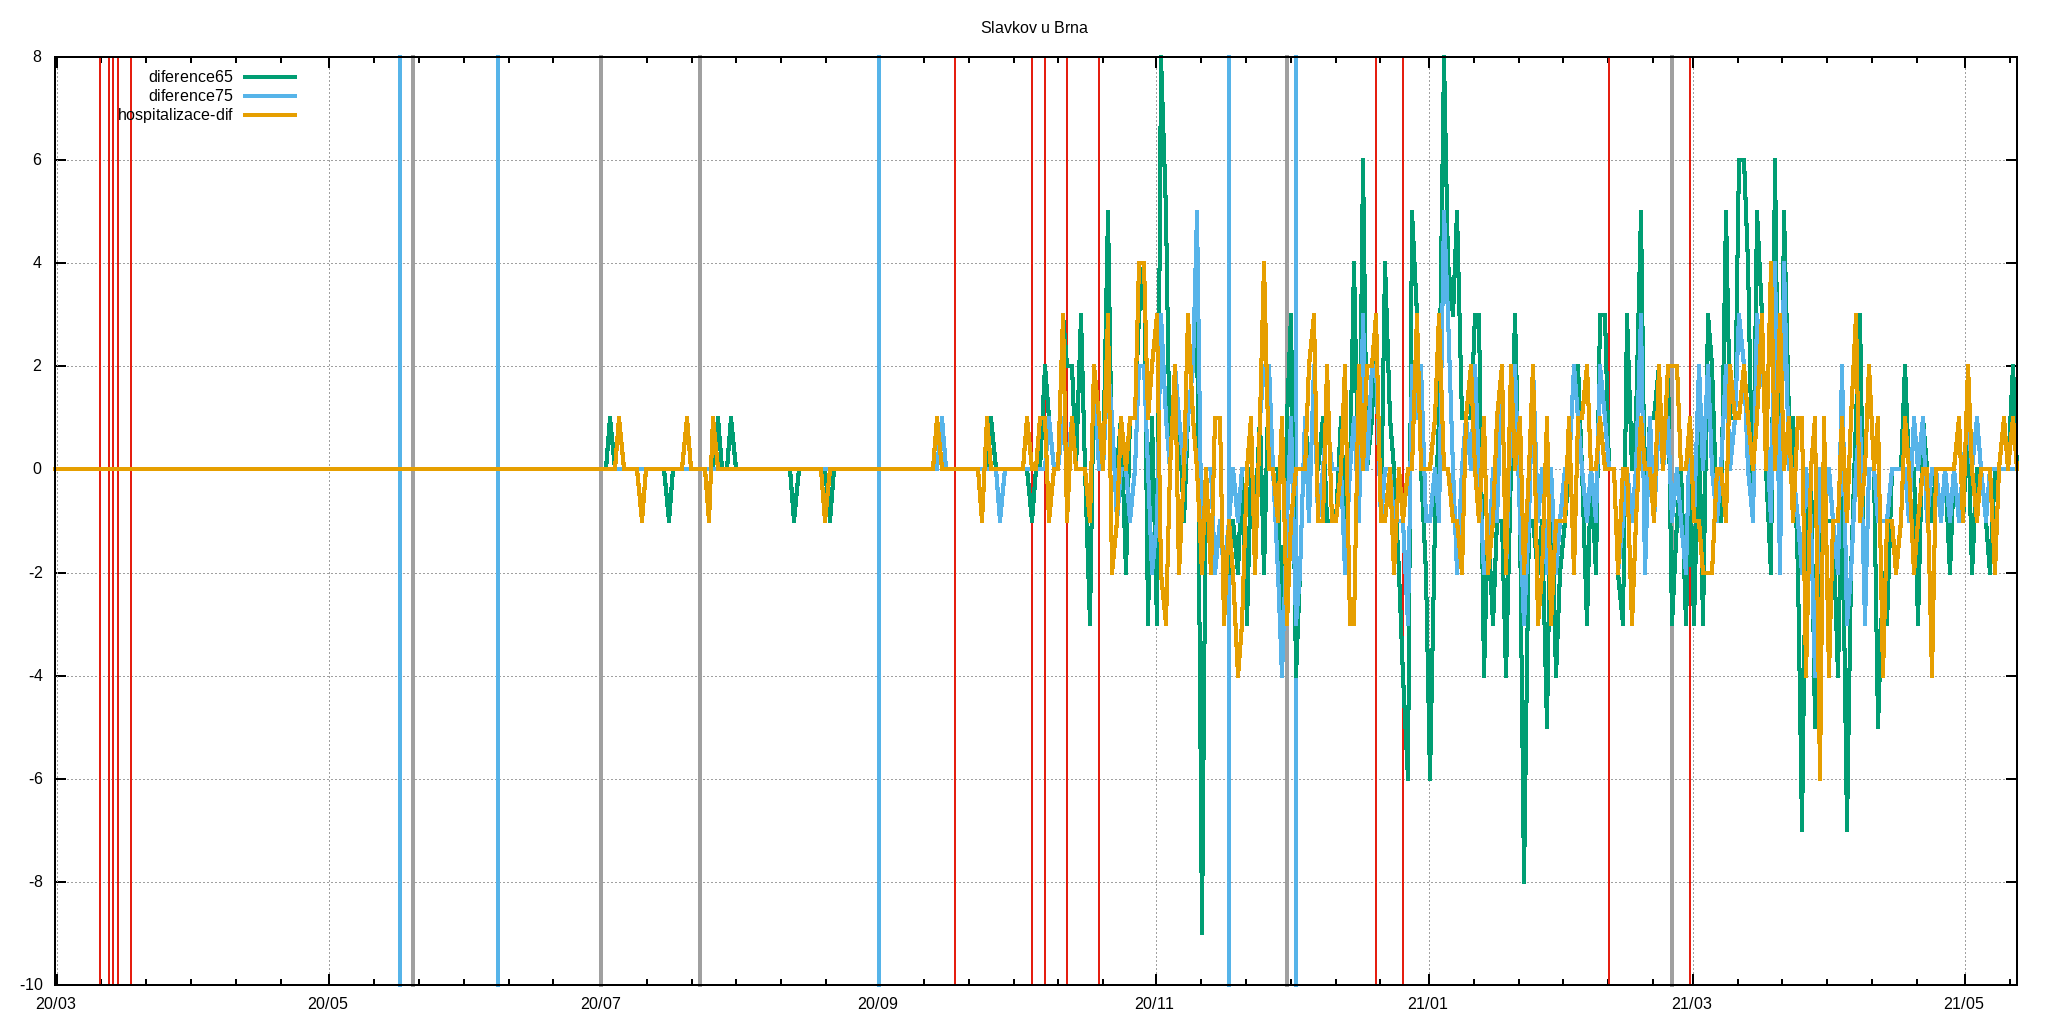 Slavkov u Brna
diference65
diference75
hospitalizace-dif
8
6
4
2
0
-2
-4
-6
-8
-10
20/03 20/05 20/07 20/09 20/11 21/01 21/03 21/05